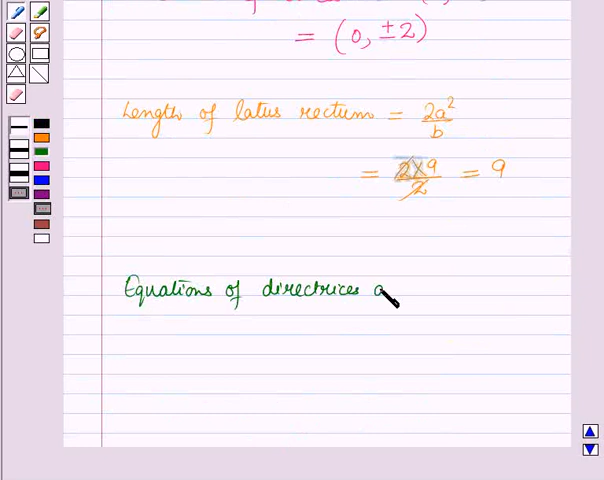 = (0, ±2)
Length of latus rectum = 2a²/b
= 2×9/2 = 9
Equations of directrices a